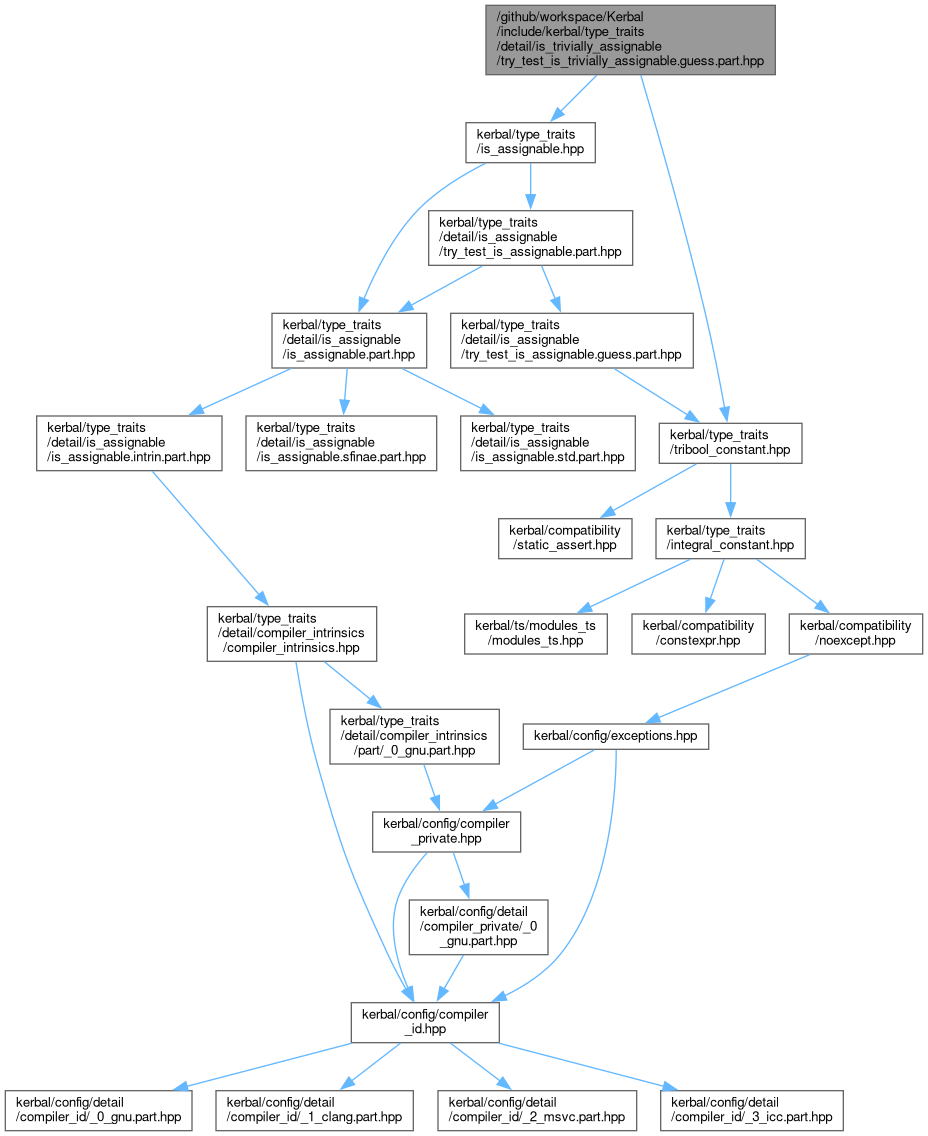 /github/workspace/Kerbal
/include/kerbal/type_traits
/detail/is_trivially_assignable
/try_test_is_trivially_assignable.guess.part.hpp
kerbal/type_traits
/is_assignable.hpp
kerbal/type_traits
/detail/is_assignable
/try_test_is_assignable.part.hpp
kerbal/type_traits
/detail/is_assignable
/is_assignable.part.hpp
kerbal/type_traits
/detail/is_assignable
/try_test_is_assignable.guess.part.hpp
kerbal/type_traits
/detail/is_assignable
/is_assignable.intrin.part.hpp
kerbal/type_traits
/detail/is_assignable
/is_assignable.sfinae.part.hpp
kerbal/type_traits
/detail/is_assignable
/is_assignable.std.part.hpp
kerbal/type_traits
/tribool_constant.hpp
kerbal/compatibility
/static_assert.hpp
kerbal/type_traits
/integral_constant.hpp
kerbal/type_traits
/detail/compiler_intrinsics
/compiler_intrinsics.hpp
kerbal/ts/modules_ts
/modules_ts.hpp
kerbal/compatibility
/constexpr.hpp
kerbal/compatibility
/noexcept.hpp
kerbal/type_traits
/detail/compiler_intrinsics
/part/_0_gnu.part.hpp
kerbal/config/exceptions.hpp
kerbal/config/compiler
_private.hpp
kerbal/config/detail
/compiler_private/_0
_gnu.part.hpp
kerbal/config/compiler
_id.hpp
kerbal/config/detail
/compiler_id/_0_gnu.part.hpp
kerbal/config/detail
/compiler_id/_1_clang.part.hpp
kerbal/config/detail
/compiler_id/_2_msvc.part.hpp
kerbal/config/detail
/compiler_id/_3_icc.part.hpp